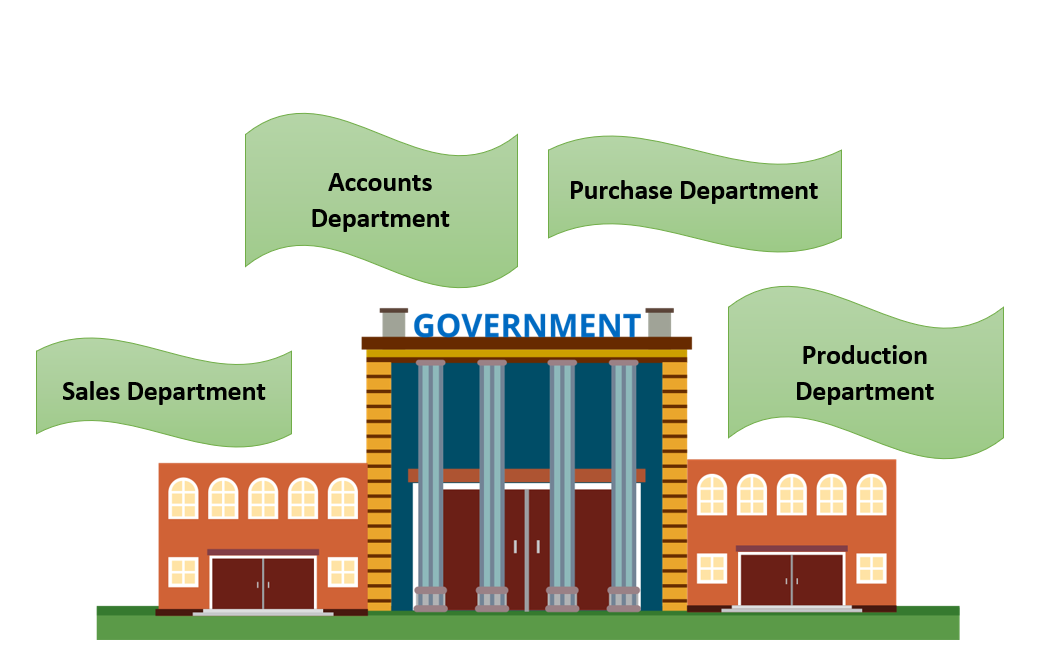 Accounts
Department
Purchase Department
GOVERNMENT
Production
Department
Sales Department